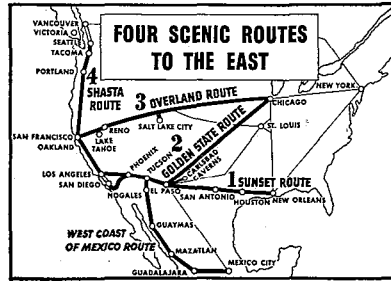 FOUR SCENIC ROUTES
TO THE EAST
VANCOUVER
VICTORIA
SEATTLE
TACOMA
PORTLAND
4
SHASTA
ROUTE
3 OVERLAND ROUTE
NEW YORK
CHICAGO
RENO
SALT LAKE CITY
2
GOLDEN STATE ROUTE
ST. LOUIS
SAN FRANCISCO
OAKLAND
LAKE
TAHOE
PHOENIX
TUCSON
CARLSBAD
CAVERNS
LOS ANGELES
SAN DIEGO
1 SUNSET ROUTE
NOGALES
EL PASO
SAN ANTONIO
HOUSTON
NEW ORLEANS
GUAYMAS
WEST COAST
OF MEXICO ROUTE
MAZATLAN
MEXICO CITY
GUADALAJARA